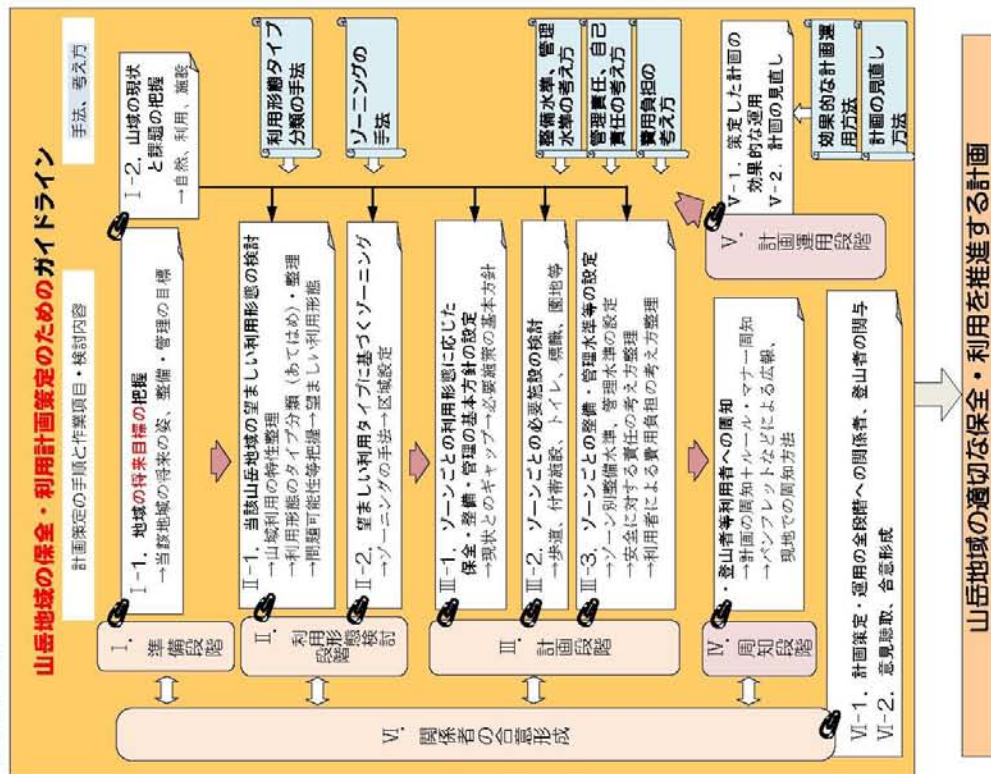 山岳地域の保全・利用計画策定のためのガイドライン
計画策定の手順と作業項目・検討内容
手法、考え方
Ⅰ.
準備段階
Ⅰ-1. 地域の将来目標の把握
→当該地域の将来の姿、整備・管理の目標
Ⅰ-2. 山域の現状
と課題の把握
→自然、利用、施設
Ⅱ.
利用形態検討
段階
Ⅱ-1. 当該山岳地域の望ましい利用形態の検討
→山域利用の特性整理
→利用形態のタイプ分類（あてはめ）・整理
→問題可能性等把握→望ましい利用形態
利用形態タイプ
分類の手法
Ⅱ-2. 望ましい利用タイプに基づくゾーニング
→ゾーニングの手法→区域設定
ゾーニングの
手法
Ⅲ.
計画段階
Ⅲ-1. ゾーンごとの利用形態に応じた
保全・整備・管理の基本方針の設定
→現状とのギャップ→必要施策の基本方針
Ⅲ-2. ゾーンごとの必要施設の検討
→歩道、付帯施設、トイレ、標識、園地等
Ⅲ-3. ゾーンごとの整備・管理水準等の設定
→ゾーン別整備水準、管理水準の設定
→安全に対する責任の考え方整理
→利用者による費用負担の考え方整理
整備水準、管理
水準の考え方
管理責任、自己
責任の考え方
費用負担の
考え方
Ⅳ.
周知段階
・登山者等利用者への周知
→計画の周知＋ルール・マナー周知
→パンフレットなどによる広報、
現地での周知方法
Ⅴ.
計画運用段階
Ⅴ-1. 策定した計画の
効果的な運用
Ⅴ-2. 計画の見直し
効果的な計画運
用方法
計画の見直し
方法
Ⅵ.
関係者の合意形成
Ⅵ-1. 計画策定・運用の全段階への関係者、登山者の関与
Ⅵ-2. 意見聴取、合意形成
山岳地域の適切な保全・利用を推進する計画